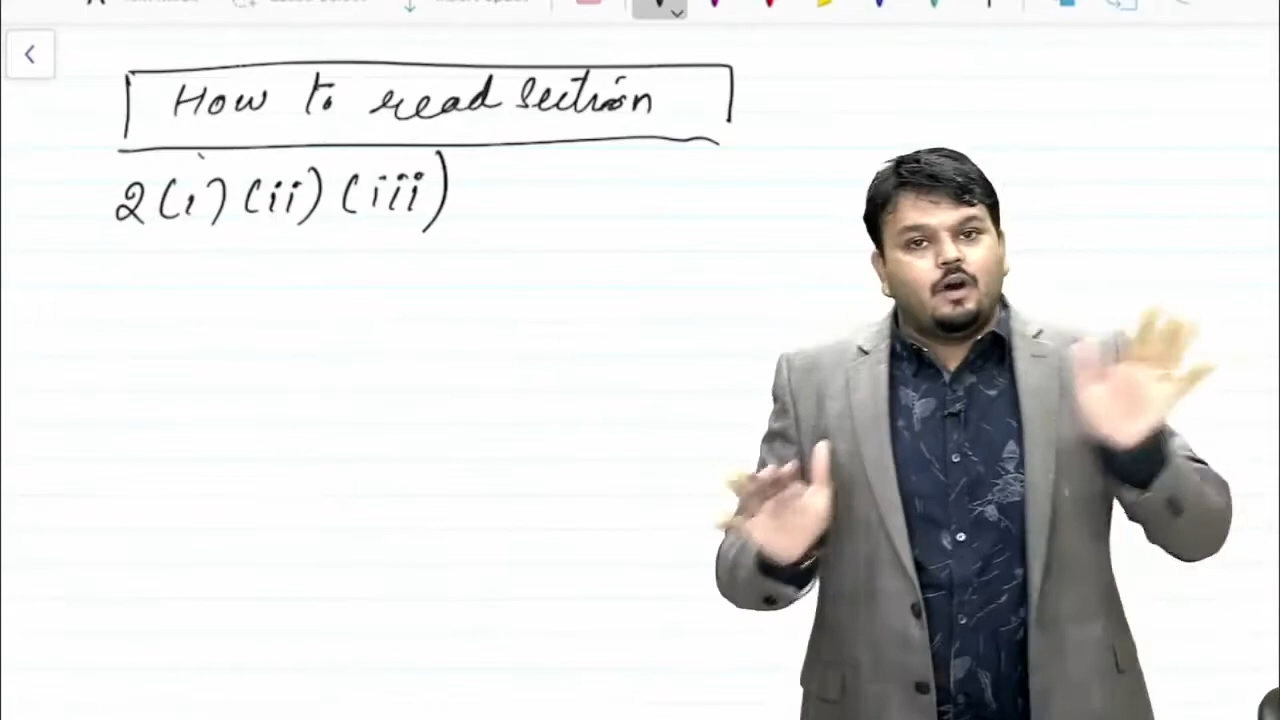 How to read section
2(i)(ii)(iii)